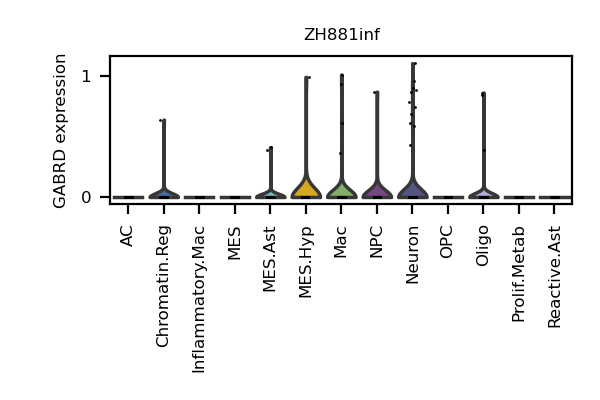 ZH881inf
GABRD expression
1
0
AC
Chromatin.Reg
Inflammatory.Mac
MES
MES.Ast
MES.Hyp
Mac
NPC
Neuron
OPC
Oligo
Prolif.Metab
Reactive.Ast